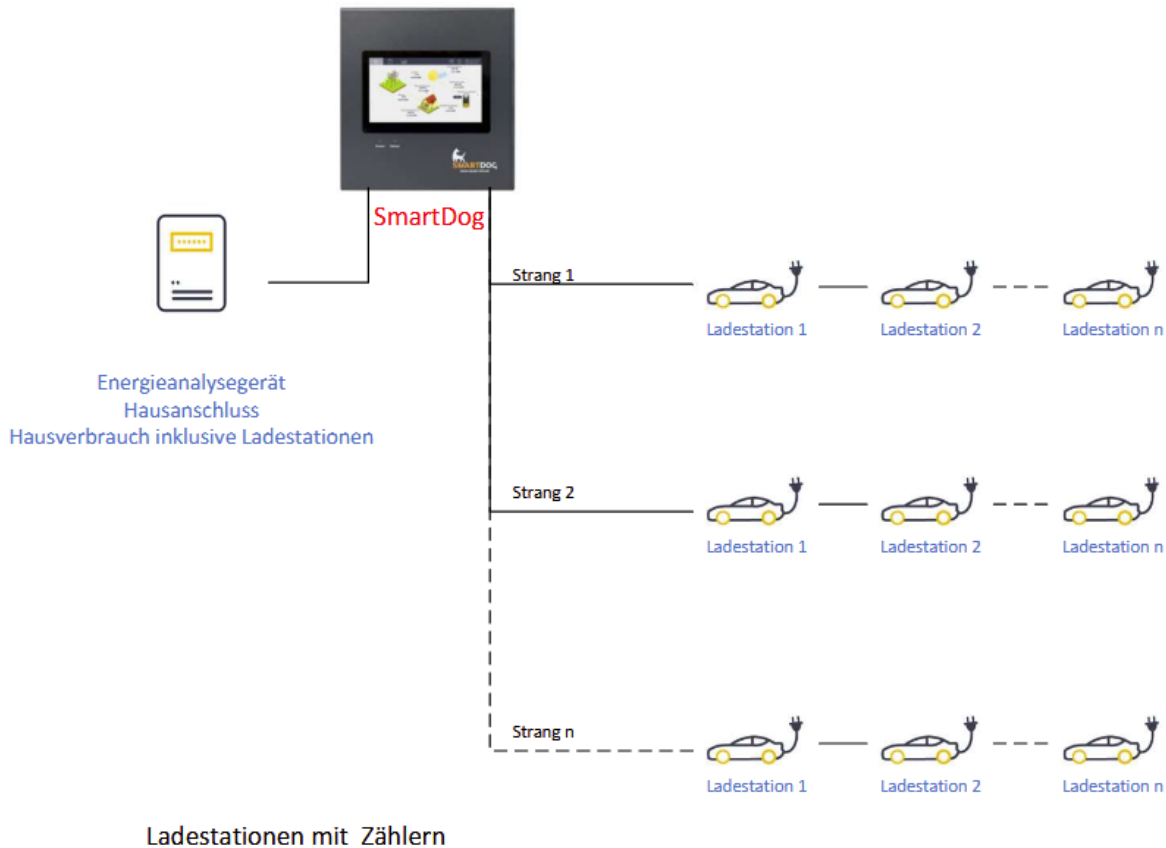 SMARTDOG
SmartDog
Strang 1
Ladestation 1
Ladestation 2
Ladestation n
Energieanalysegerät
Hausanschluss
Hausverbrauch inklusive Ladestationen
Strang 2
Ladestation 1
Ladestation 2
Ladestation n
Strang n
Ladestation 1
Ladestation 2
Ladestation n
Ladestationen mit Zählern